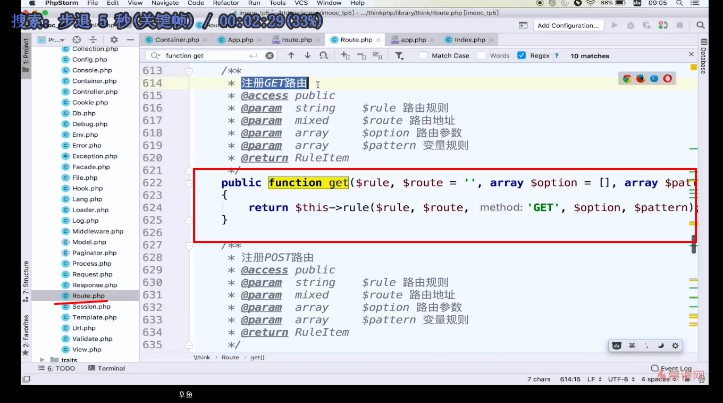 PhpStorm File Edit View Navigate Code Refactor Run Tools VCS Window Help
88% 09:05
搜索: 步退 5 秒(关键帧) / 00:02:29(33%)
.../thinkphp/library/think/Route.php [imooc_tp5]
Add Configuration...
Container.php App.php route.php Route.php app.php Index.php
function get Match Case Words Regex ? 10 matches
1: Project
Database
Collection.php
Config.php
Console.php
Container.php
Controller.php
Cookie.php
Db.php
Debug.php
Env.php
Error.php
Exception.php
Facade.php
File.php
Hook.php
Lang.php
Loader.php
Log.php
Middleware.php
Model.php
Paginator.php
Process.php
Request.php
Response.php
Route.php
Session.php
Template.php
Url.php
Validate.php
View.php
traits
7: Structure
2: Favorites
613 /**
614 * 注册GET路由
615 * @access public
616 * @param string $rule 路由规则
617 * @param mixed $route 路由地址
618 * @param array $option 路由参数
619 * @param array $pattern 变量规则
620 * @return RuleItem
621 */
622 public function get($rule, $route = '', array $option = [], array $pat
623 {
624 return $this->rule($rule, $route, method: 'GET', $option, $pattern);
625 }
626
627 /**
628 * 注册POST路由
629 * @access public
630 * @param string $rule 路由规则
631 * @param mixed $route 路由地址
632 * @param array $option 路由参数
633 * @param array $pattern 变量规则
634 * @return RuleItem
635 */
\think › Route › get()
6: TODO Terminal Event Log
7 chars 614:15 LF UTF-8 4 spaces
慕课网